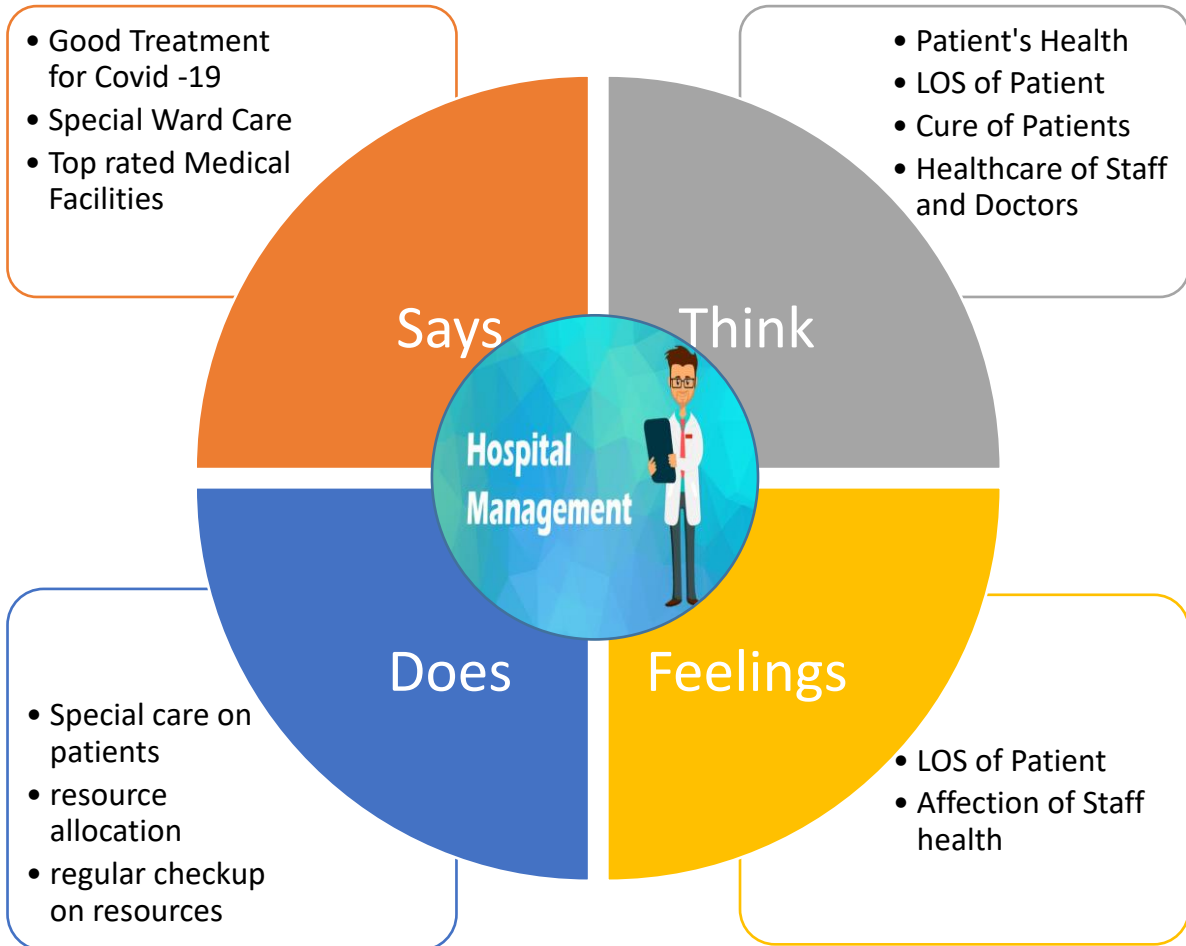 • Good Treatment
for Covid -19
• Special Ward Care
• Top rated Medical
Facilities
• Patient's Health
• LOS of Patient
• Cure of Patients
• Healthcare of Staff
and Doctors
Says
Think
Hospital
Management
Does
Feelings
• Special care on
patients
• resource
allocation
• regular checkup
on resources
• LOS of Patient
• Affection of Staff
health